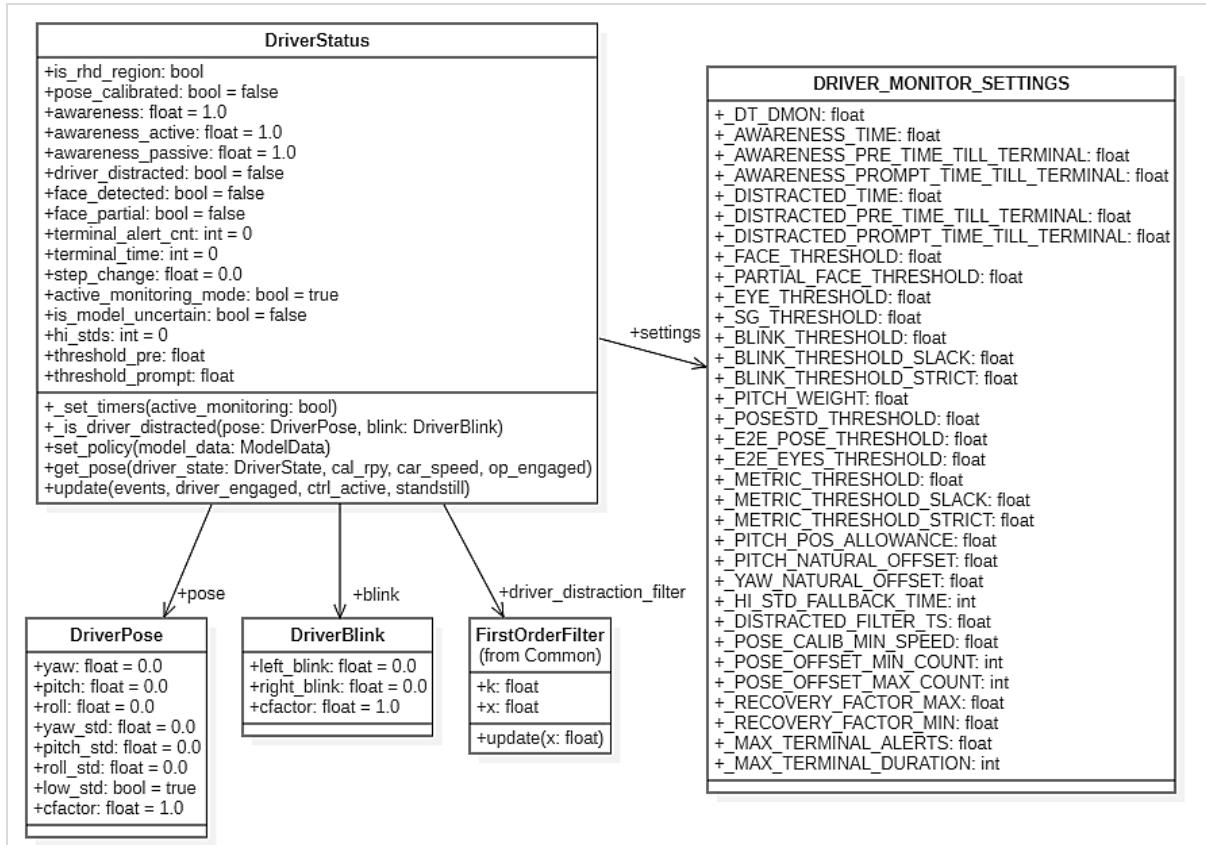 DriverStatus
+is_rhd_region: bool
+pose_calibrated: bool = false
+awareness: float = 1.0
+awareness_active: float = 1.0
+awareness_passive: float = 1.0
+driver_distracted: bool = false
+face_detected: bool = false
+face_partial: bool = false
+terminal_alert_cnt: int = 0
+terminal_time: int = 0
+step_change: float = 0.0
+active_monitoring_mode: bool = true
+is_model_uncertain: bool = false
+hi_stds: int = 0
+threshold_pre: float
+threshold_prompt: float
+_set_timers(active_monitoring: bool)
+_is_driver_distracted(pose: DriverPose, blink: DriverBlink)
+set_policy(model_data: ModelData)
+get_pose(driver_state: DriverState, cal_rpy, car_speed, op_engaged)
+update(events, driver_engaged, ctrl_active, standstill)
+settings
DRIVER_MONITOR_SETTINGS
+_DT_DMON: float
+_AWARENESS_TIME: float
+_AWARENESS_PRE_TIME_TILL_TERMINAL: float
+_AWARENESS_PROMPT_TIME_TILL_TERMINAL: float
+_DISTRACTED_TIME: float
+_DISTRACTED_PRE_TIME_TILL_TERMINAL: float
+_DISTRACTED_PROMPT_TIME_TILL_TERMINAL: float
+_FACE_THRESHOLD: float
+_PARTIAL_FACE_THRESHOLD: float
+_EYE_THRESHOLD: float
+_SG_THRESHOLD: float
+_BLINK_THRESHOLD: float
+_BLINK_THRESHOLD_SLACK: float
+_BLINK_THRESHOLD_STRICT: float
+_PITCH_WEIGHT: float
+_POSESTD_THRESHOLD: float
+_E2E_POSE_THRESHOLD: float
+_E2E_EYES_THRESHOLD: float
+_METRIC_THRESHOLD: float
+_METRIC_THRESHOLD_SLACK: float
+_METRIC_THRESHOLD_STRICT: float
+_PITCH_POS_ALLOWANCE: float
+_PITCH_NATURAL_OFFSET: float
+_YAW_NATURAL_OFFSET: float
+_HI_STD_FALLBACK_TIME: int
+_DISTRACTED_FILTER_TS: float
+_POSE_CALIB_MIN_SPEED: float
+_POSE_OFFSET_MIN_COUNT: int
+_POSE_OFFSET_MAX_COUNT: int
+_RECOVERY_FACTOR_MAX: float
+_RECOVERY_FACTOR_MIN: float
+_MAX_TERMINAL_ALERTS: float
+_MAX_TERMINAL_DURATION: int
+pose
DriverPose
+yaw: float = 0.0
+pitch: float = 0.0
+roll: float = 0.0
+yaw_std: float = 0.0
+pitch_std: float = 0.0
+roll_std: float = 0.0
+low_std: bool = true
+cfactor: float = 1.0
+blink
DriverBlink
+left_blink: float = 0.0
+right_blink: float = 0.0
+cfactor: float = 1.0
+driver_distraction_filter
FirstOrderFilter
(from Common)
+k: float
+x: float
+update(x: float)